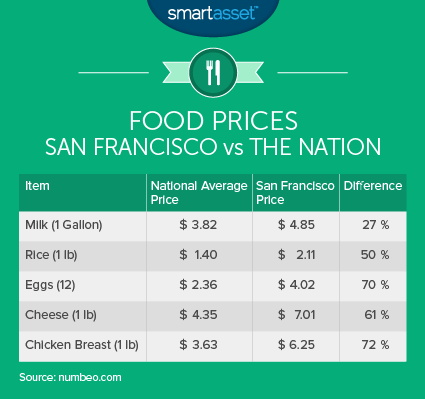 smartasset™
FOOD PRICES
SAN FRANCISCO vs THE NATION
Item National Average Price San Francisco Price Difference
Milk (1 Gallon) $ 3.82 $ 4.85 27 %
Rice (1 lb) $ 1.40 $ 2.11 50 %
Eggs (12) $ 2.36 $ 4.02 70 %
Cheese (1 lb) $ 4.35 $ 7.01 61 %
Chicken Breast (1 lb) $ 3.63 $ 6.25 72 %
Source: numbeo.com